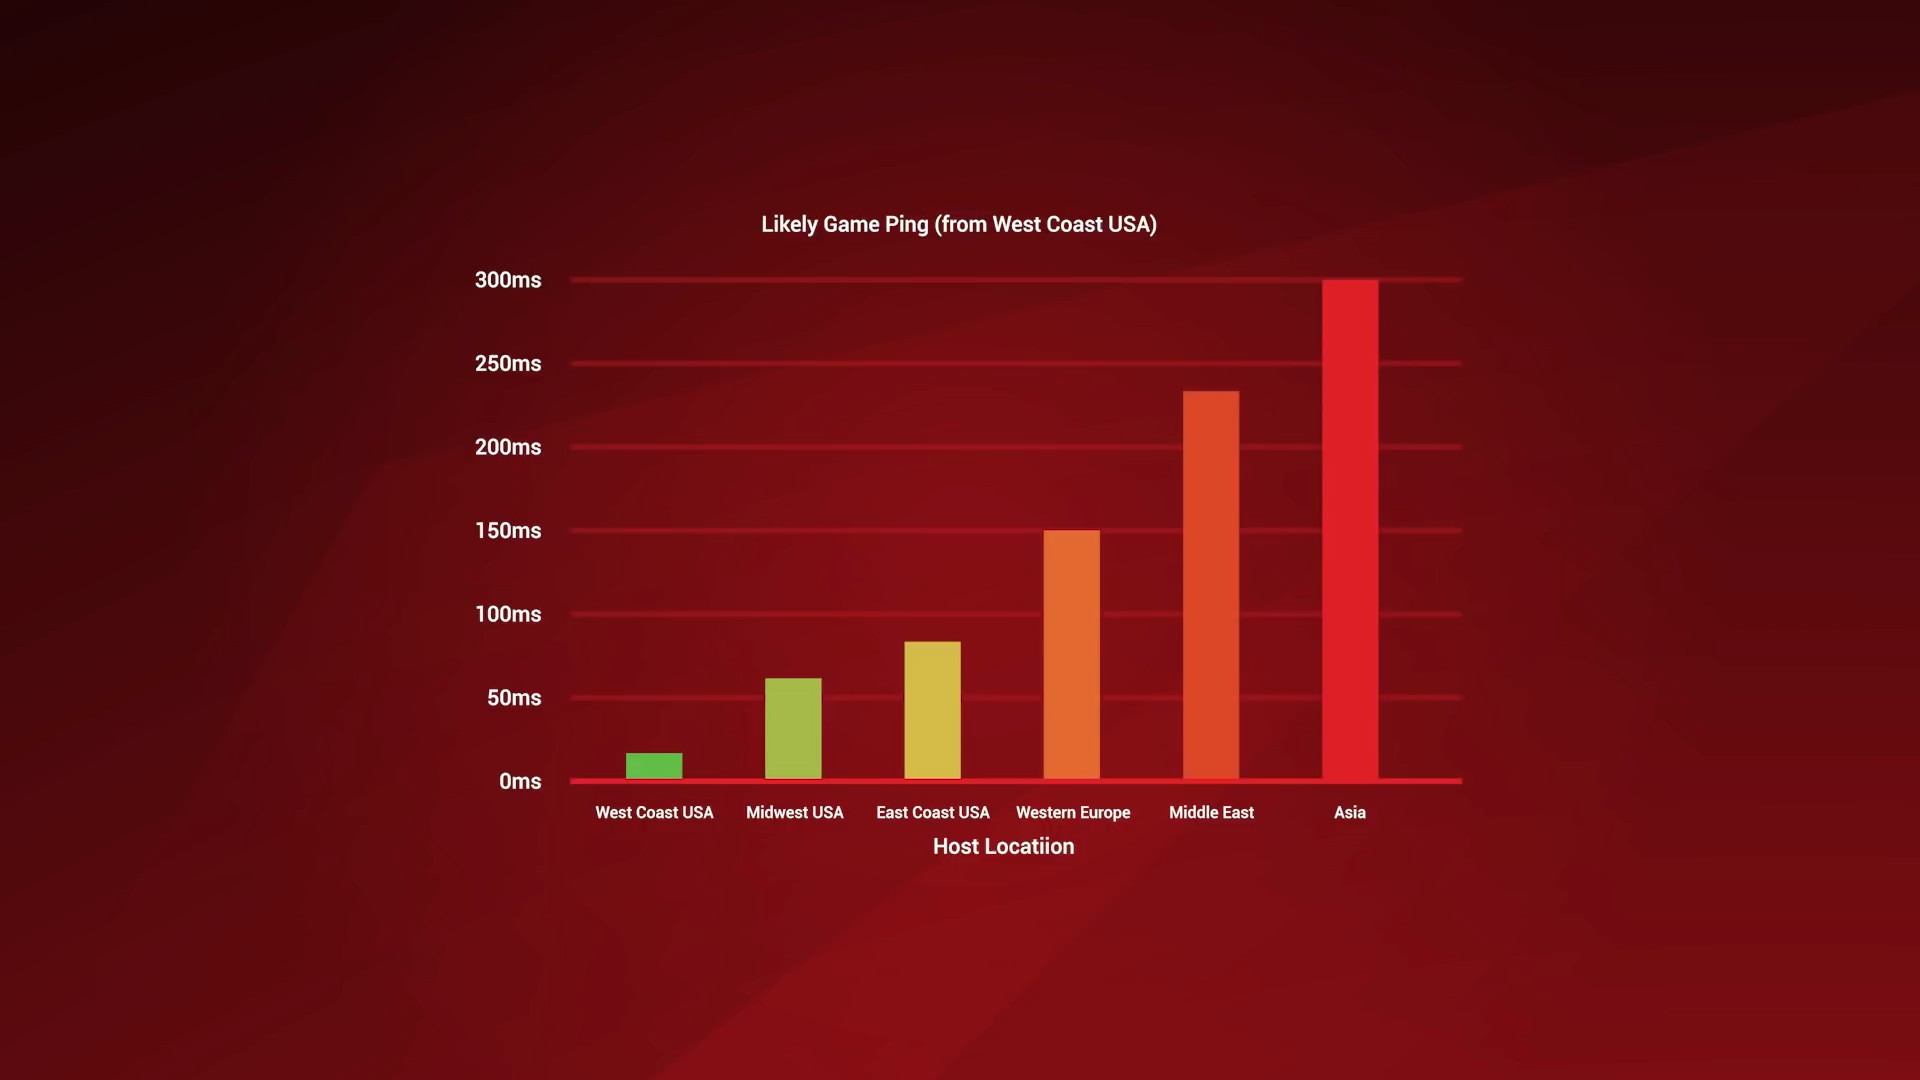 Likely Game Ping (from West Coast USA)
300ms
250ms
200ms
150ms
100ms
50ms
0ms
West Coast USA Midwest USA East Coast USA Western Europe Middle East Asia
Host Locatiion